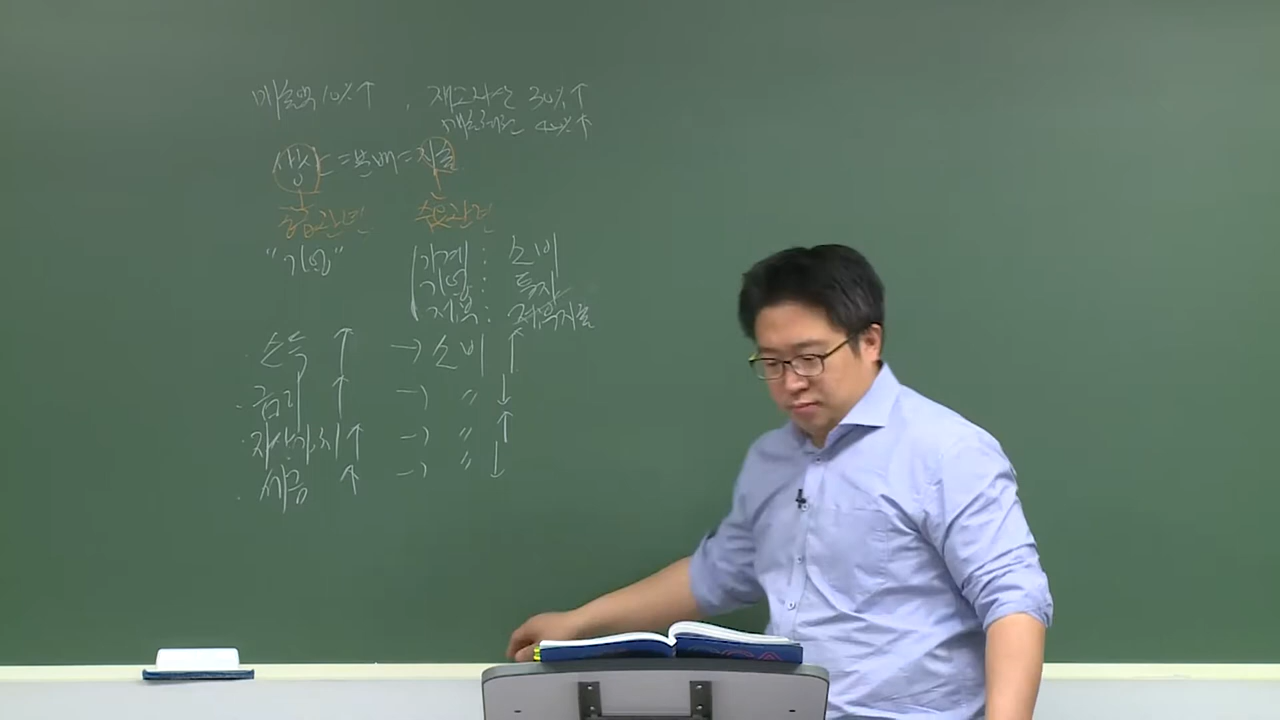 매출액 10%↑ , 재고자산 30%↑
매출채권 40%↑
생산 = 분배 = 지출
공급관련 수요관련
"기업" 가계 : 소비
기업 : 투자
정부 : 정부지출
· 소득 ↑ → 소비 ↑
· 금리 ↑ → 〃 ↓
· 자산가치 ↑ → 〃 ↑
· 세금 ↑ → 〃 ↓